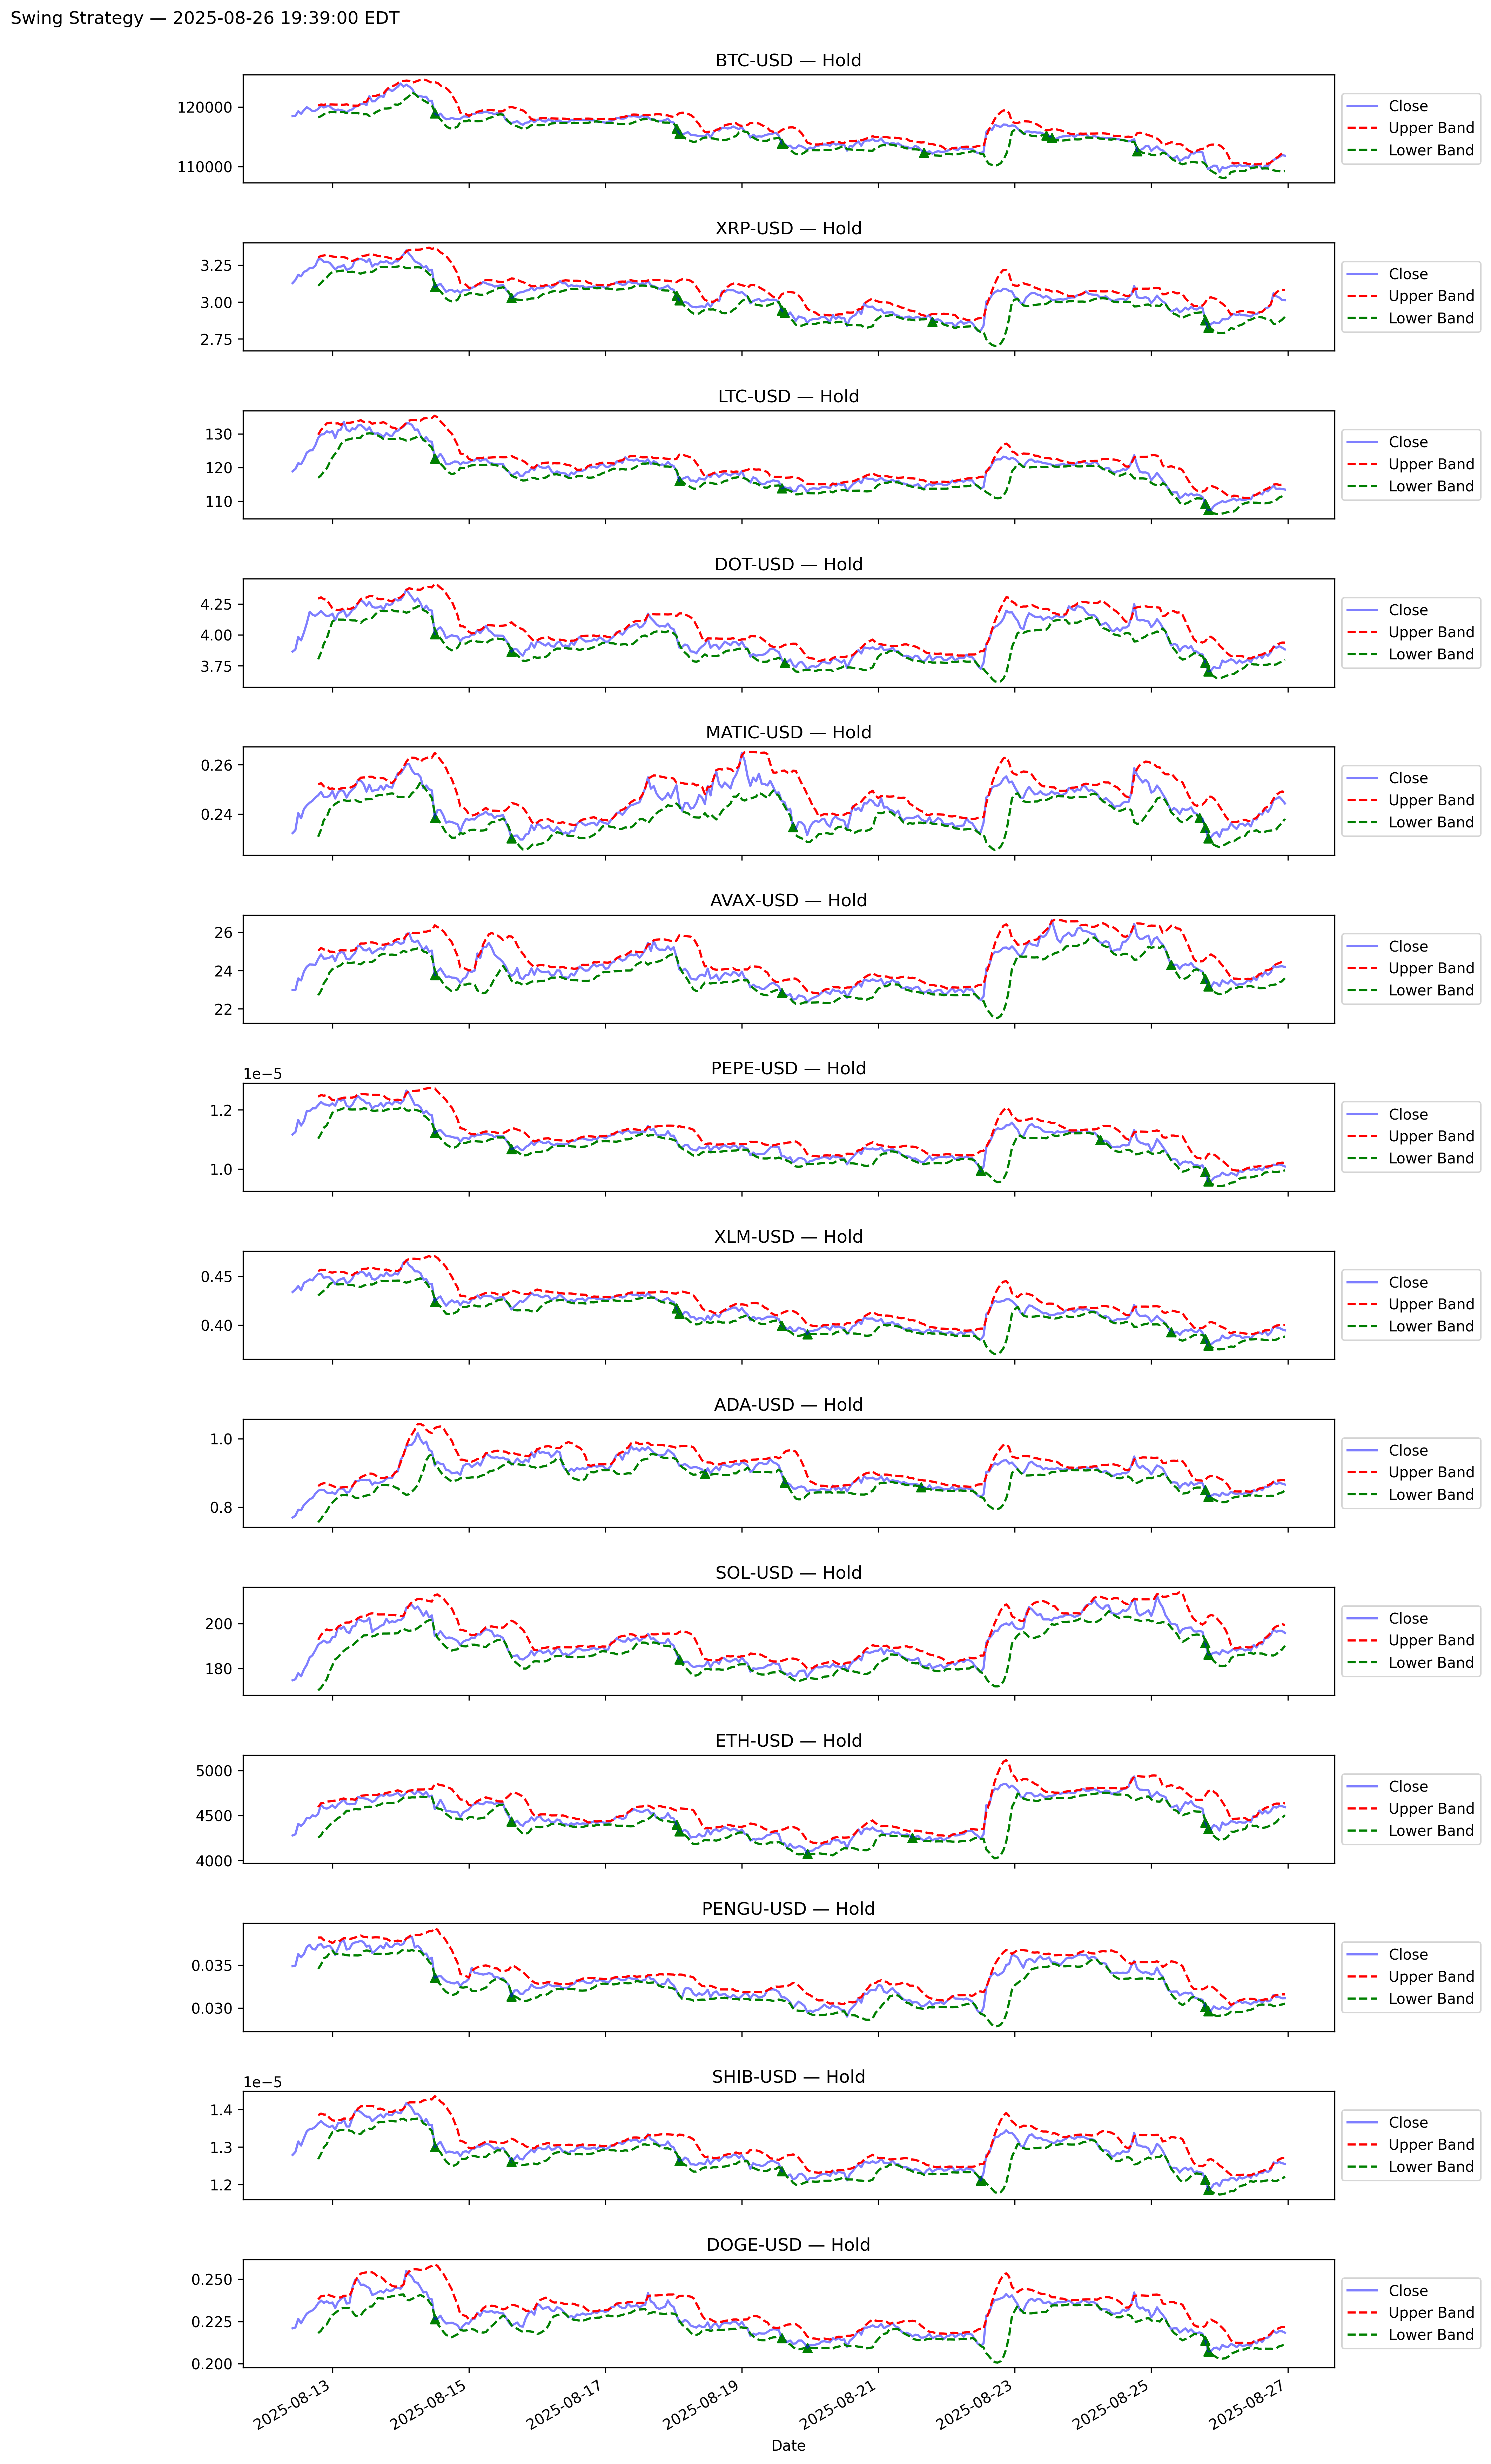 Swing Strategy — 2025-08-26 19:39:00 EDT
BTC-USD — Hold
120000
110000
Close
Upper Band
Lower Band
XRP-USD — Hold
3.25
3.00
2.75
Close
Upper Band
Lower Band
LTC-USD — Hold
130
120
110
Close
Upper Band
Lower Band
DOT-USD — Hold
4.25
4.00
3.75
Close
Upper Band
Lower Band
MATIC-USD — Hold
0.26
0.24
Close
Upper Band
Lower Band
AVAX-USD — Hold
26
24
22
Close
Upper Band
Lower Band
PEPE-USD — Hold
1e−5
1.2
1.0
Close
Upper Band
Lower Band
XLM-USD — Hold
0.45
0.40
Close
Upper Band
Lower Band
ADA-USD — Hold
1.0
0.8
Close
Upper Band
Lower Band
SOL-USD — Hold
200
180
Close
Upper Band
Lower Band
ETH-USD — Hold
5000
4500
4000
Close
Upper Band
Lower Band
PENGU-USD — Hold
0.035
0.030
Close
Upper Band
Lower Band
SHIB-USD — Hold
1e−5
1.4
1.3
1.2
Close
Upper Band
Lower Band
DOGE-USD — Hold
0.250
0.225
0.200
Close
Upper Band
Lower Band
2025-08-13
2025-08-15
2025-08-17
2025-08-19
2025-08-21
2025-08-23
2025-08-25
2025-08-27
Date